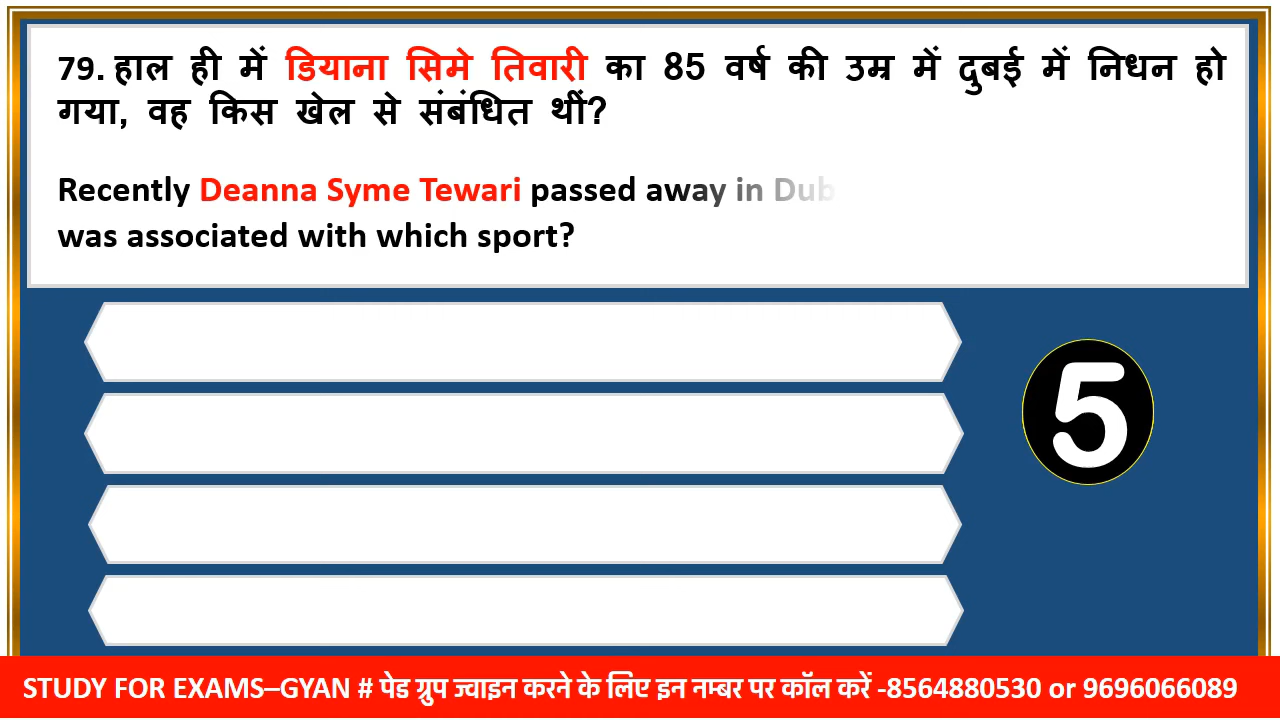 79. हाल ही में डियाना सिमे तिवारी का 85 वर्ष की उम्र में दुबई में निधन हो
गया, वह किस खेल से संबंधित थीं?
Recently Deanna Syme Tewari passed away in Dub
was associated with which sport?
5
STUDY FOR EXAMS–GYAN # पेड ग्रुप ज्वाइन करने के लिए इन नम्बर पर कॉल करें -8564880530 or 9696066089